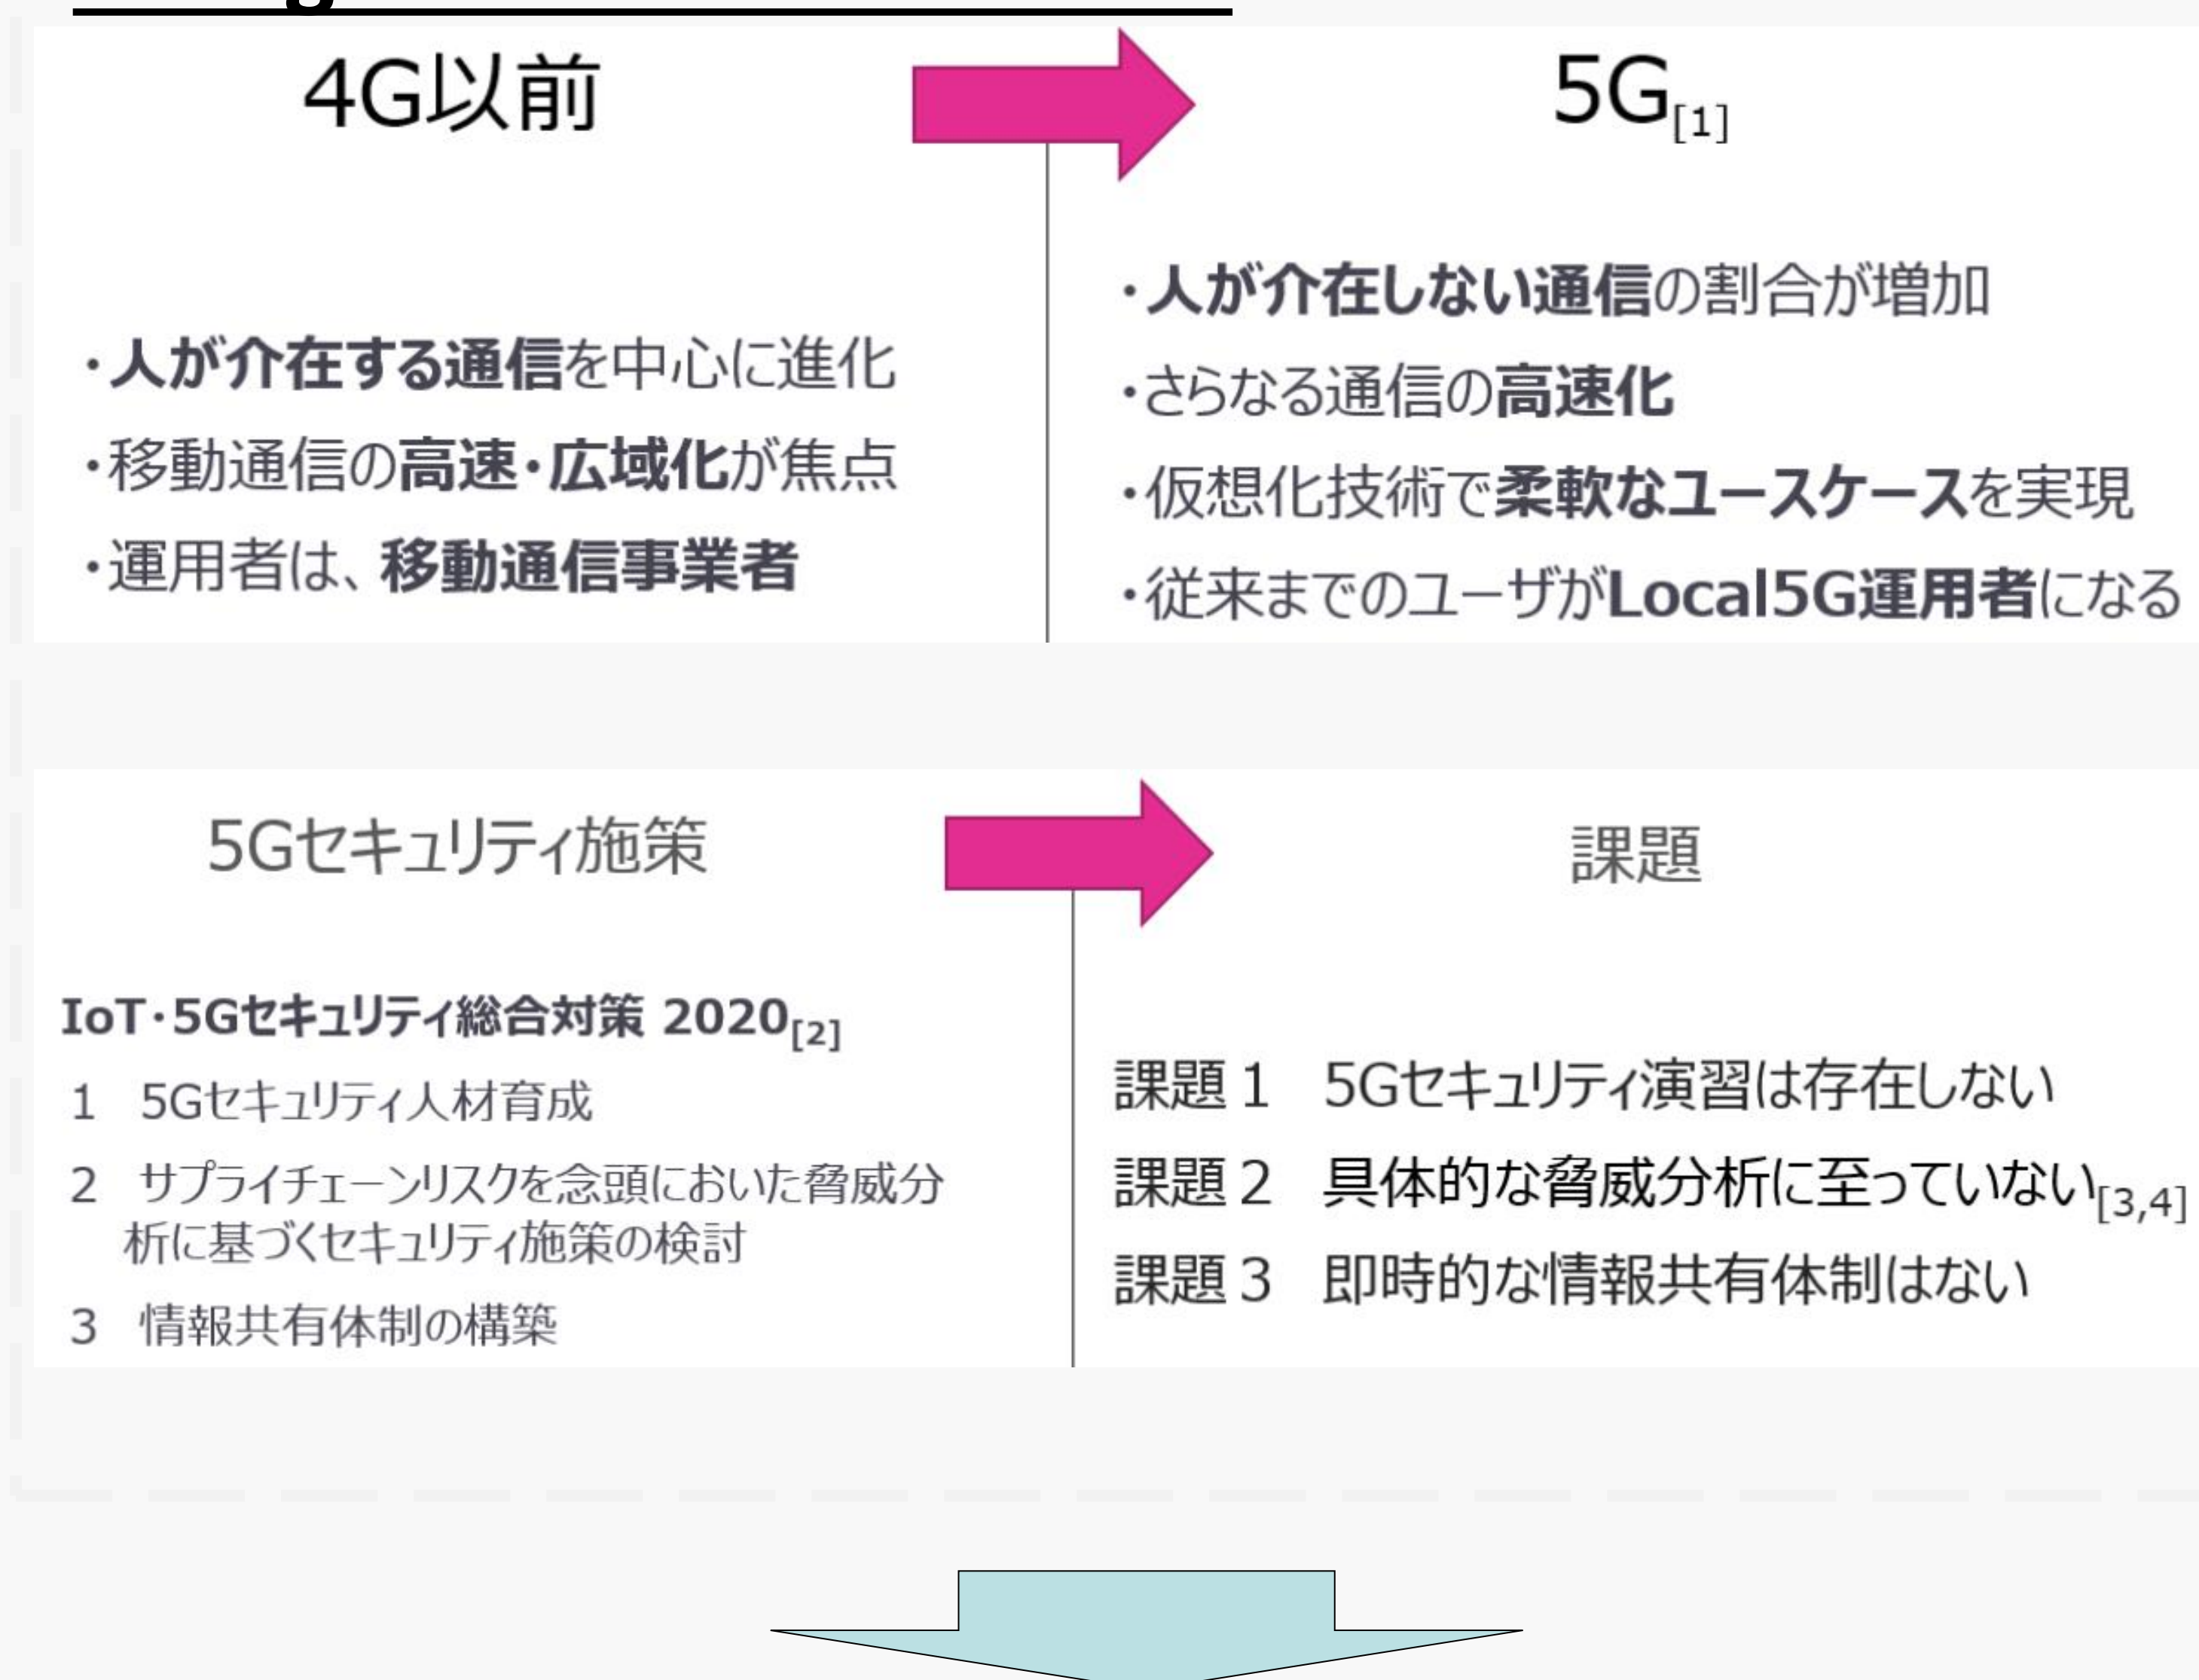 4G以前
5G[1]
・人が介在する通信を中心に進化
・移動通信の高速・広域化が焦点
・運用者は、移動通信事業者
・人が介在しない通信の割合が増加
・さらなる通信の高速化
・仮想化技術で柔軟なユースケースを実現
・従来までのユーザがLocal5G運用者になる
5Gセキュリティ施策
課題
IoT・5Gセキュリティ総合対策 2020[2]
1 5Gセキュリティ人材育成
2 サプライチェーンリスクを念頭においた脅威分
析に基づくセキュリティ施策の検討
3 情報共有体制の構築
課題1 5Gセキュリティ演習は存在しない
課題2 具体的な脅威分析に至っていない[3,4]
課題3 即時的な情報共有体制はない